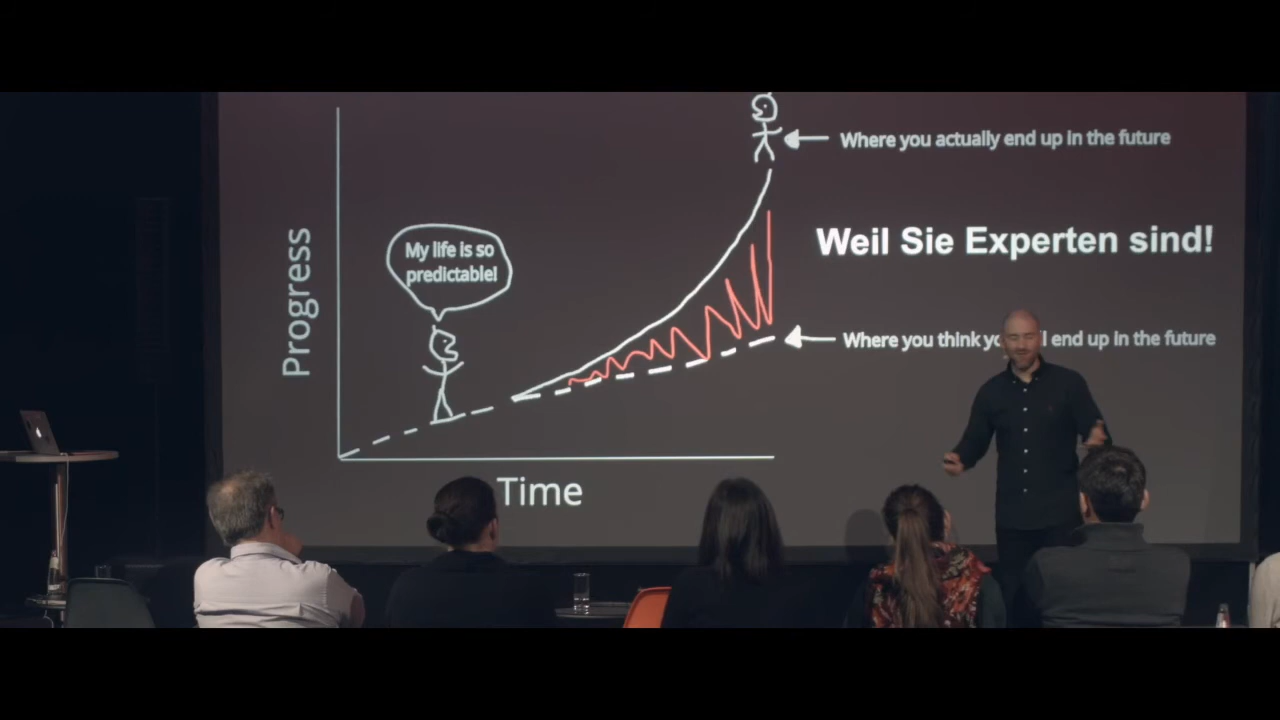 Where you actually end up in the future
My life is so
predictable!
Weil Sie Experten sind!
Progress
Where you think end up in the future
Time